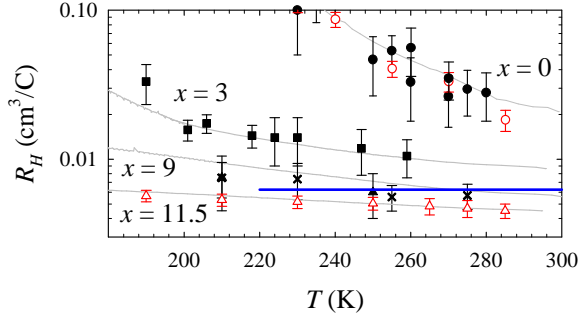 0.10
x = 0
x = 3
R_H (cm³/C)
0.01
x = 9
x = 11.5
200 220 240 260 280 300
T (K)